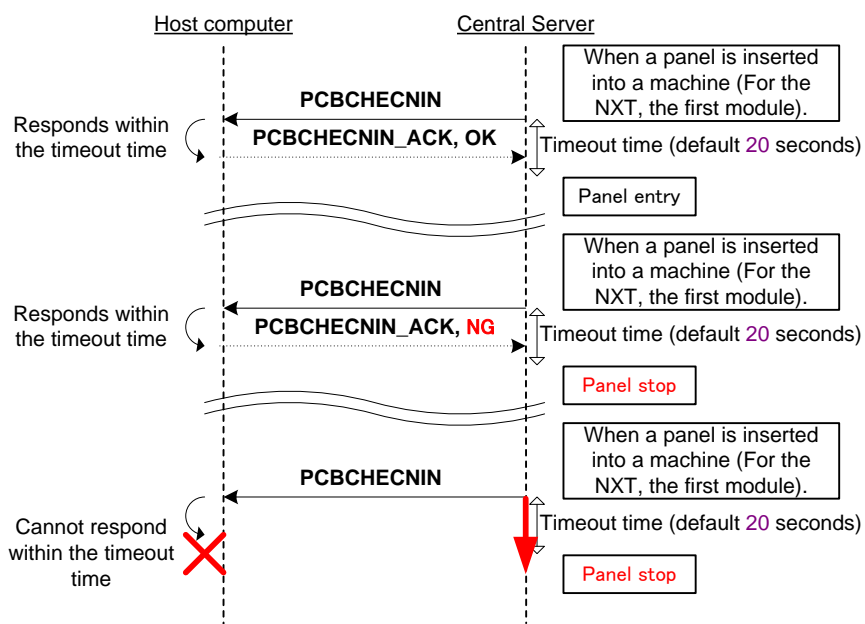 Host computer
Central Server
When a panel is inserted
into a machine (For the
NXT, the first module).
PCBCHECNIN
Responds within
the timeout time
PCBCHECNIN_ACK, OK
Timeout time (default 20 seconds)
Panel entry
When a panel is inserted
into a machine (For the
NXT, the first module).
PCBCHECNIN
Responds within
the timeout time
PCBCHECNIN_ACK, NG
Timeout time (default 20 seconds)
Panel stop
When a panel is inserted
into a machine (For the
NXT, the first module).
PCBCHECNIN
Cannot respond
within the timeout
time
Timeout time (default 20 seconds)
Panel stop